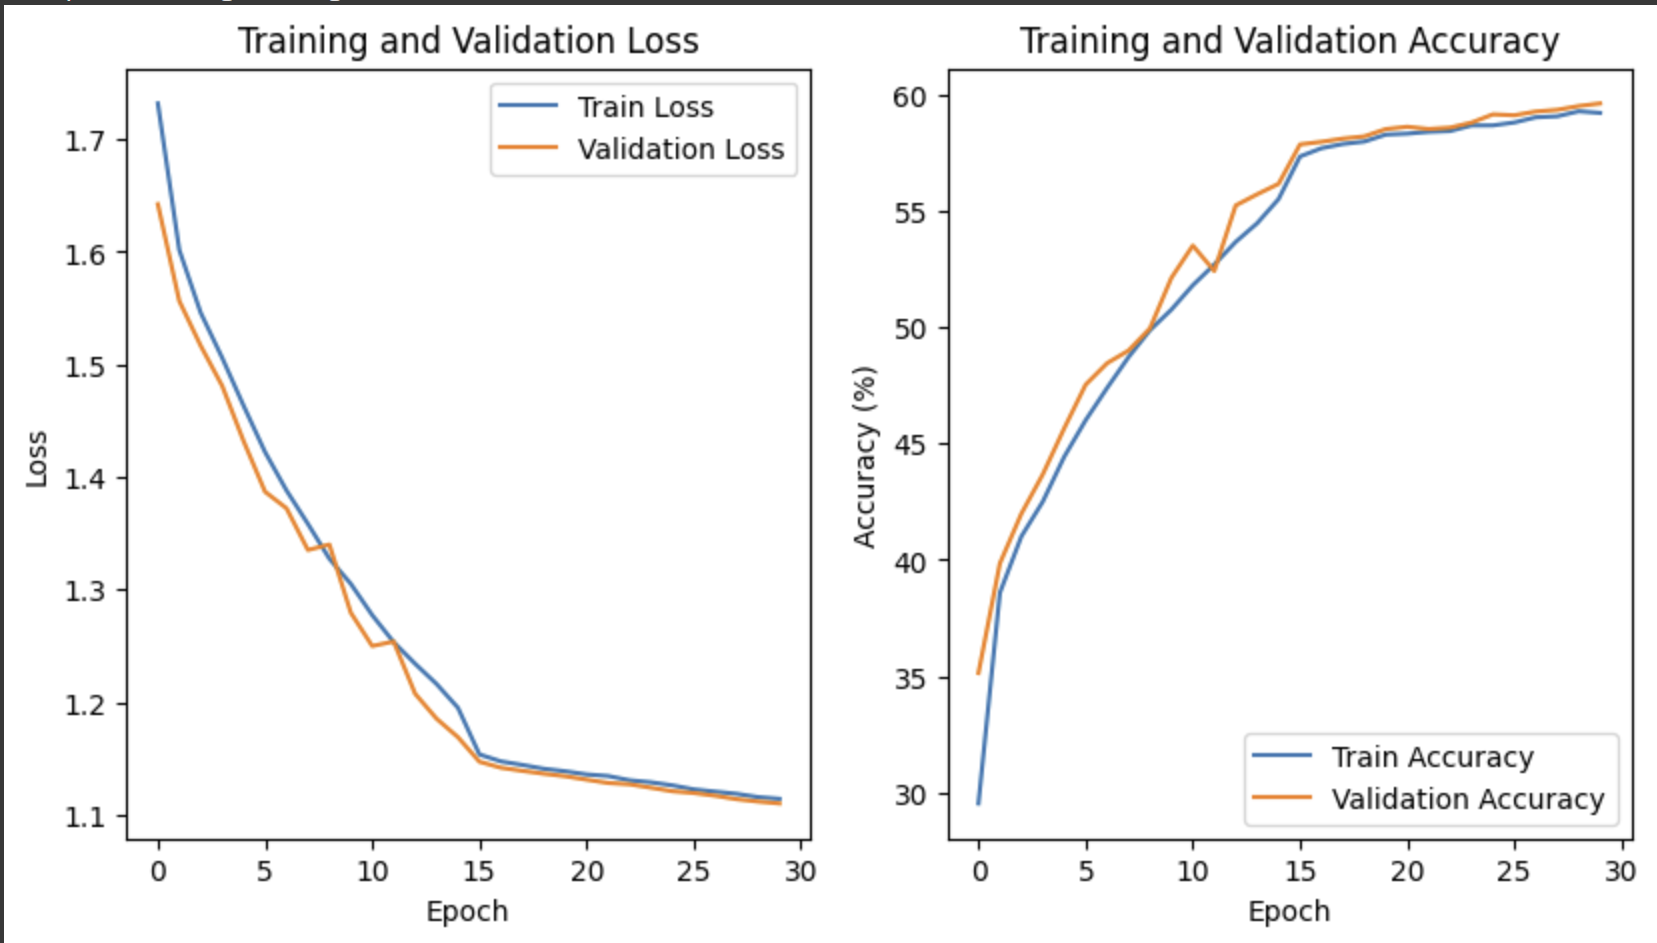 Training and Validation Loss
Train Loss
Validation Loss
1.7
1.6
1.5
1.4
1.3
1.2
1.1
Loss
0 5 10 15 20 25 30
Epoch
Training and Validation Accuracy
60
55
50
45
40
35
30
Accuracy (%)
Train Accuracy
Validation Accuracy
0 5 10 15 20 25 30
Epoch